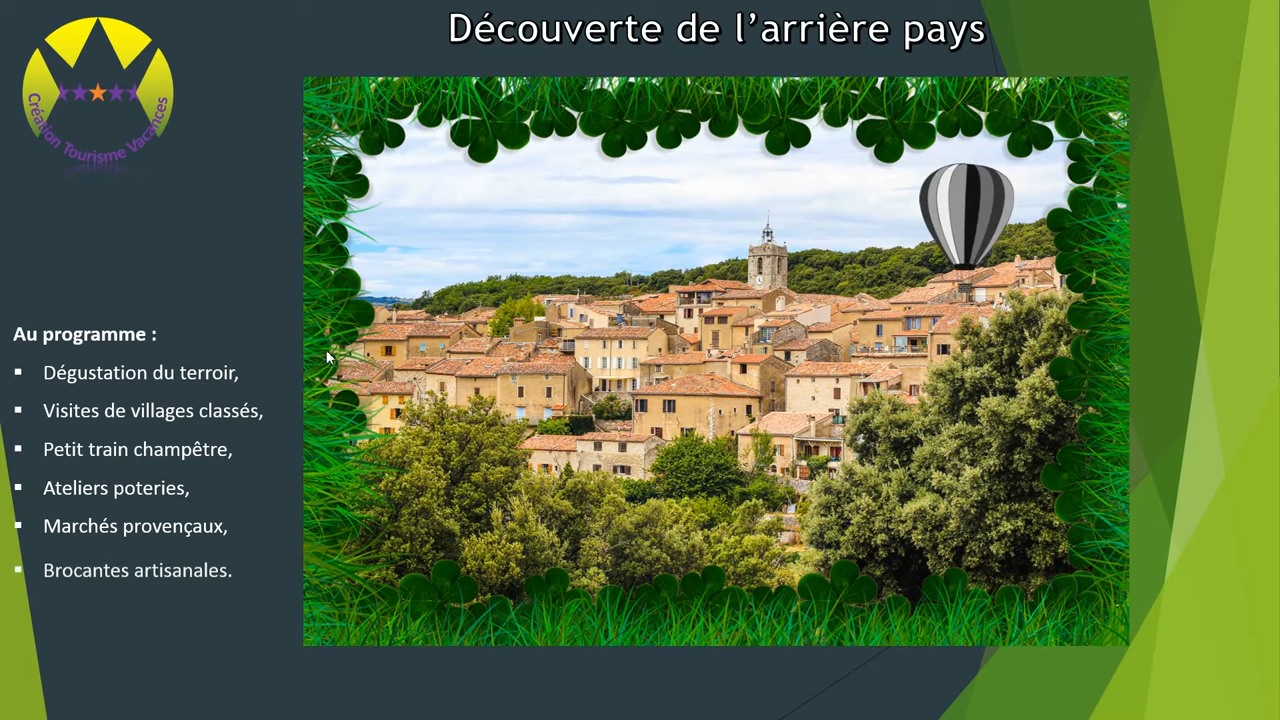 Découverte de l’arrière pays
Création Tourisme Vacances
Au programme :
▪ Dégustation du terroir,
▪ Visites de villages classés,
▪ Petit train champêtre,
▪ Ateliers poteries,
▪ Marchés provençaux,
▪ Brocantes artisanales.